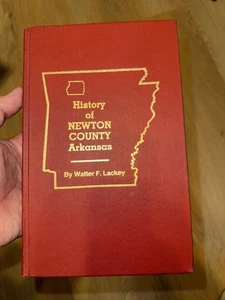 History
of
NEWTON
COUNTY
Arkansas
By Walter F. Lackey